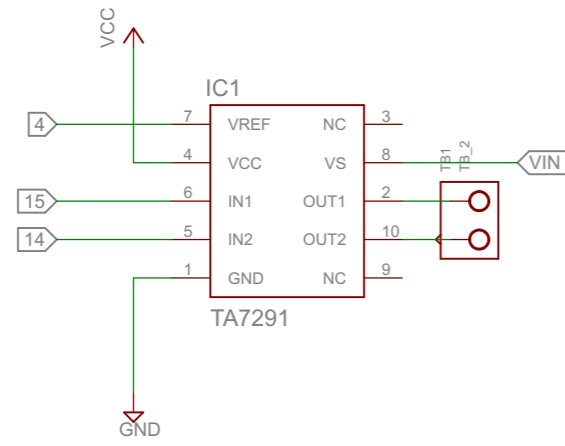 VCC
IC1
4
7
VREF
NC
3
4
VCC
VS
8
VIN
TB1
TB_2
15
6
IN1
OUT1
2
14
5
IN2
OUT2
10
1
GND
NC
9
TA7291
GND